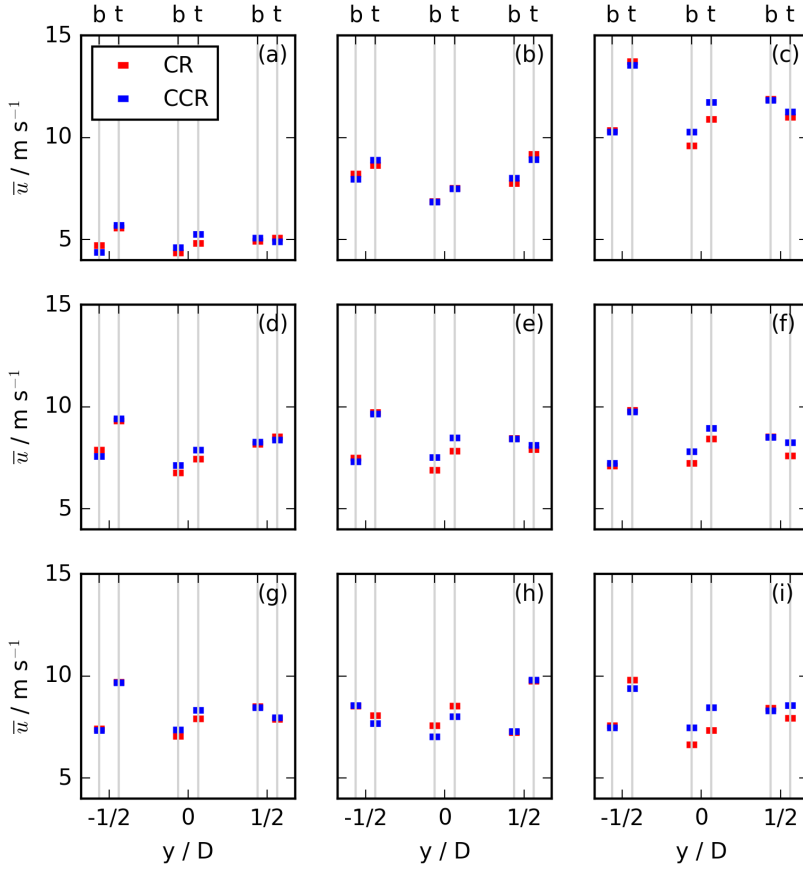 b t b t b t b t b t b t b t b t b t
15 (a) (b) (c)
CR
CCR
10
u̅ / m s⁻¹
5
15
(d) (e) (f)
10
u̅ / m s⁻¹
5
15
(g) (h) (i)
10
u̅ / m s⁻¹
5
-1/2 0 1/2 -1/2 0 1/2 -1/2 0 1/2
y / D y / D y / D